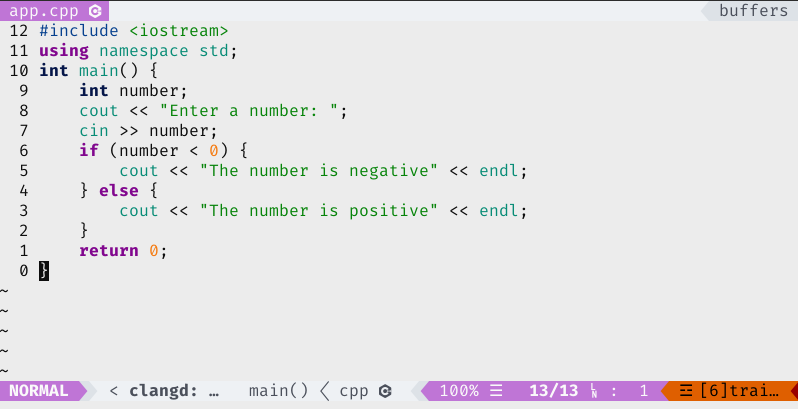 app.cpp buffers
12 #include <iostream>
11 using namespace std;
10 int main() {
9     int number;
8     cout << "Enter a number: ";
7     cin >> number;
6     if (number < 0) {
5         cout << "The number is negative" << endl;
4     } else {
3         cout << "The number is positive" << endl;
2     }
1     return 0;
0 }
~
~
~
~
~
NORMAL < clangd: … main() cpp 100% ☰ 13/13 ㏑ : 1 ☲ [6]trai…